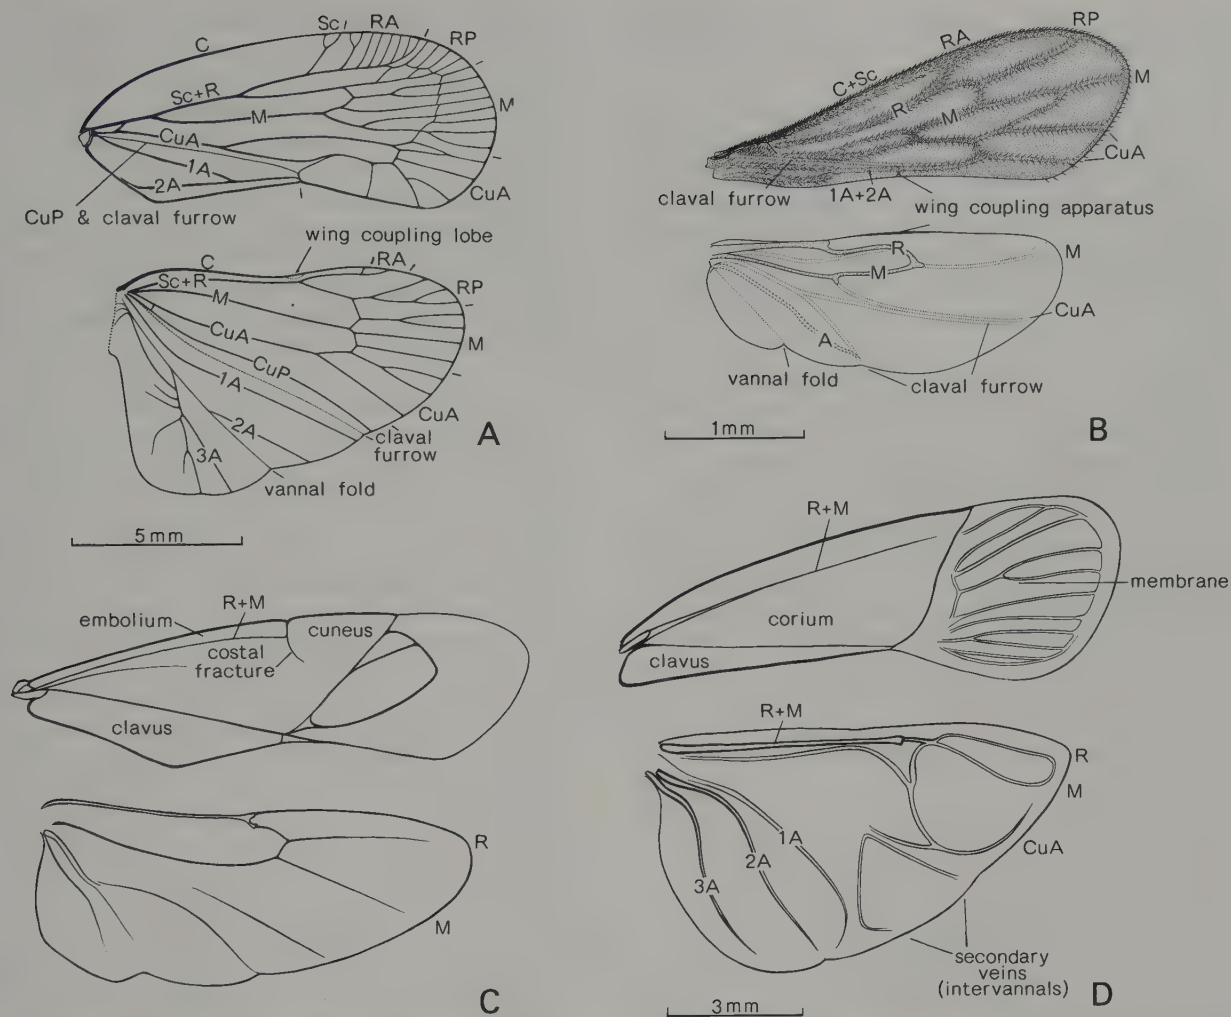 Sc
RA
RP
C
Sc+R
M
M
CuA
1A
2A
CuA
CuP & claval furrow
wing coupling lobe
C
RA
Sc+R
RP
M
CuA
M
CuP
1A
CuA
2A
claval
furrow
3A
vannal fold
A
5mm
RP
RA
C+Sc
M
R
M
CuA
claval furrow
1A+2A
wing coupling apparatus
R
M
M
CuA
A
vannal fold
claval furrow
B
1mm
R+M
embolium
cuneus
costal
fracture
clavus
R
M
C
R+M
membrane
corium
clavus
R+M
R
M
1A
CuA
2A
3A
secondary
veins
(intervannals)
D
3mm